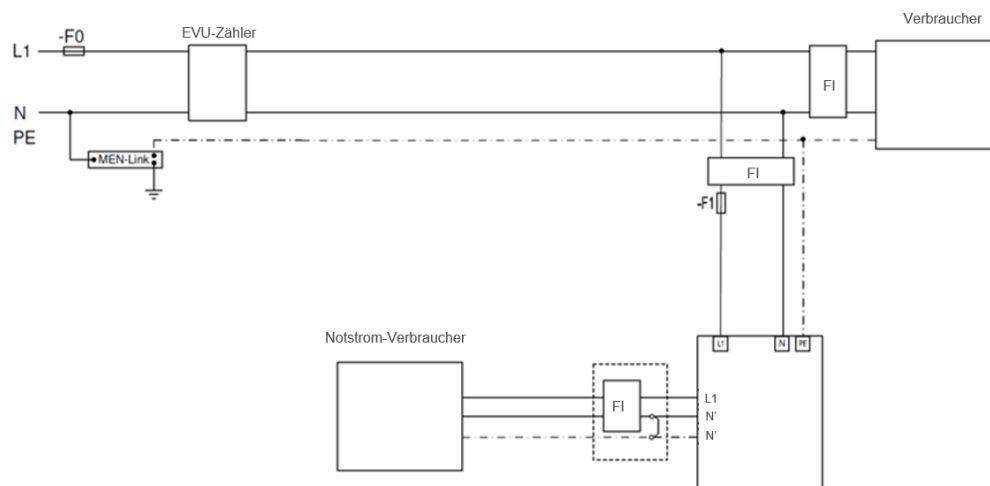 -F0
EVU-Zähler
Verbraucher
L1
FI
N
PE
MEN-Link
FI
-F1
Notstrom-Verbraucher
L1
N
PE
FI
L1
N'
N'